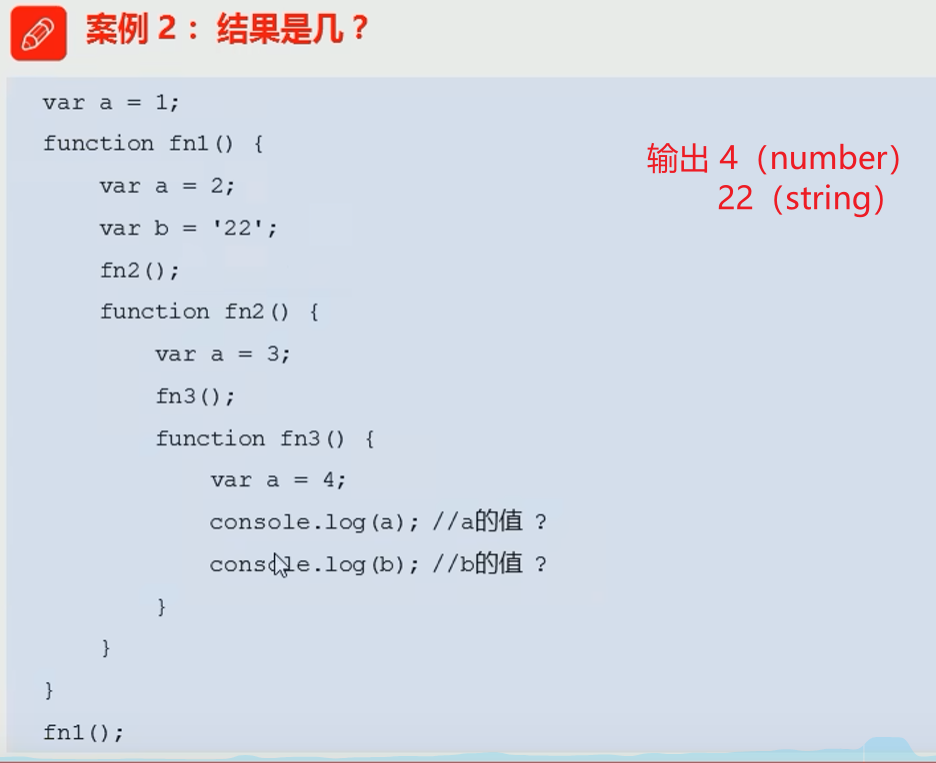 案例 2 ：结果是几？
var a = 1;
function fn1() {
输出 4（number）
var a = 2;
22（string）
var b = '22';
fn2();
function fn2() {
var a = 3;
fn3();
function fn3() {
var a = 4;
console.log(a); //a的值 ?
console.log(b); //b的值 ?
}
}
}
fn1();